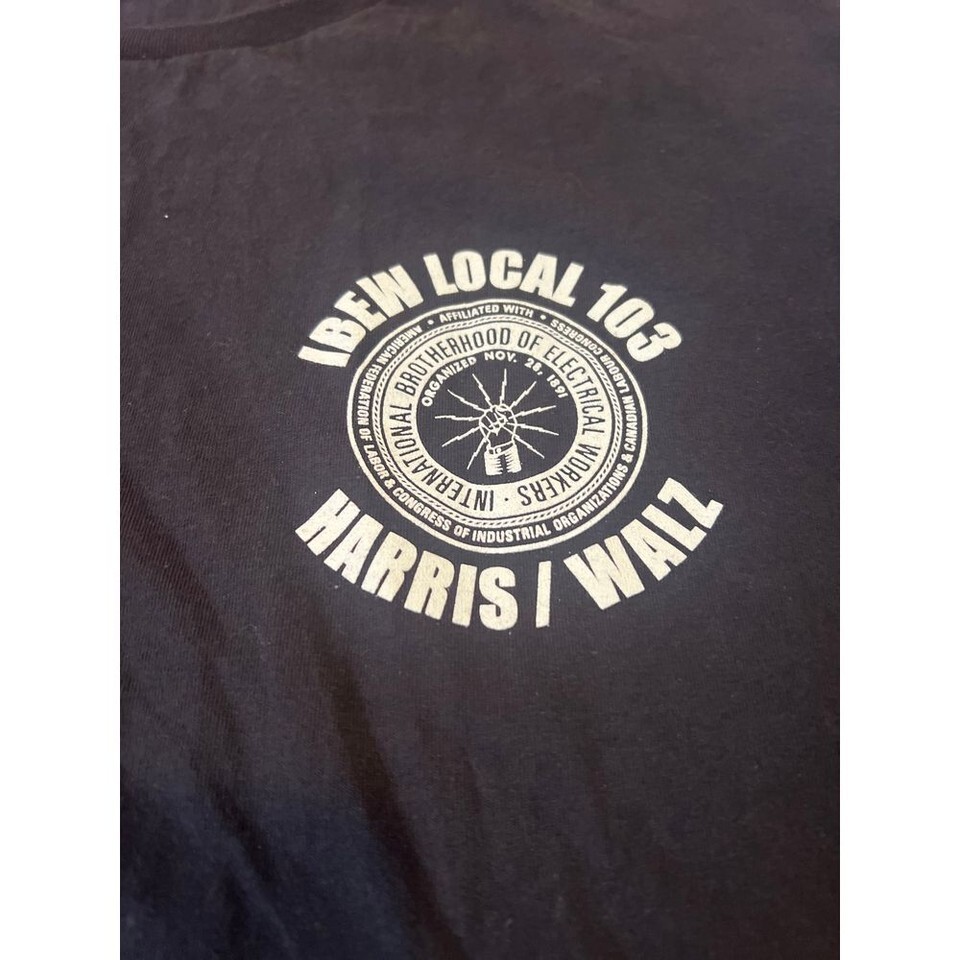 IBEW LOCAL 103
• AFFILIATED WITH •
AMERICAN FEDERATION OF LABOR & CONGRESS OF INDUSTRIAL ORGANIZATIONS & CANADIAN LABOUR CONGRESS
INTERNATIONAL BROTHERHOOD OF ELECTRICAL WORKERS •
ORGANIZED NOV. 28, 1891
HARRIS / WALZ